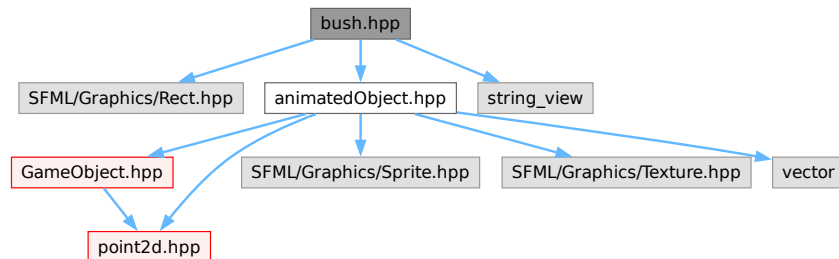 bush.hpp
SFML/Graphics/Rect.hpp
animatedObject.hpp
string_view
GameObject.hpp
SFML/Graphics/Sprite.hpp
SFML/Graphics/Texture.hpp
vector
point2d.hpp